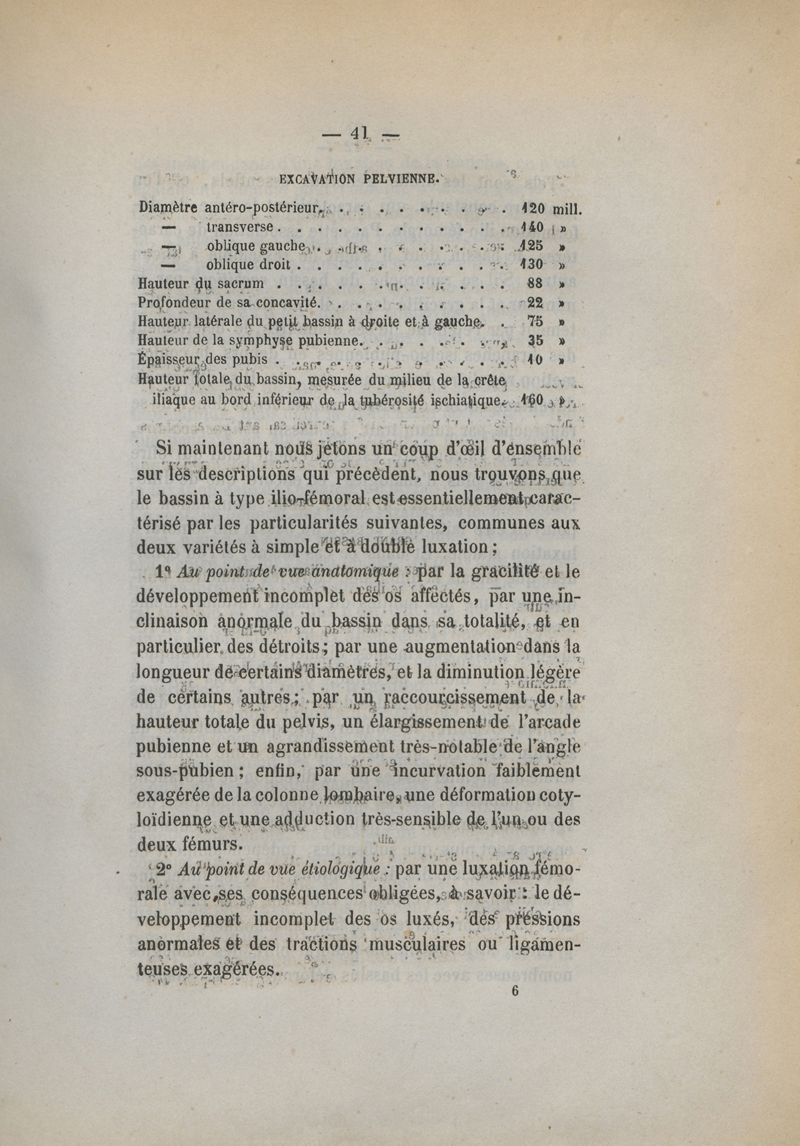 — 41 —
EXCAVATION PELVIENNE.
Diamètre antéro-postérieur. . . . . . . . . 120 mill.
— transverse. . . . . . . . . . . . 140 »
— oblique gauche. . . . . . . . . . 125 »
— oblique droit . . . . . . . . . . 130 »
Hauteur du sacrum . . . . . . . . . . 88 »
Profondeur de sa concavité. . . . . . . . . . 22 »
Hauteur latérale du petit bassin à droite et à gauche. . 75 »
Hauteur de la symphyse pubienne. . . . . . . . 35 »
Épaisseur des pubis . . . . . . . . . . . 10 »
Hauteur totale du bassin, mesurée du milieu de la crête
iliaque au bord inférieur de la tubérosité ischiatique. . 160 »
Si maintenant nous jetons un coup d'œil d'ensemble
sur les descriptions qui précèdent, nous trouvons que
le bassin à type ilio-fémoral est essentiellement carac-
térisé par les particularités suivantes, communes aux
deux variétés à simple et à double luxation ;
1° Au point de vue anatomique : par la gracilité et le
développement incomplet des os affectés, par une in-
clinaison anormale du bassin dans sa totalité, et en
particulier des détroits ; par une augmentation dans la
longueur de certains diamètres, et la diminution légère
de certains autres ; par un raccourcissement de la
hauteur totale du pelvis, un élargissement de l'arcade
pubienne et un agrandissement très-notable de l'angle
sous-pubien ; enfin, par une incurvation faiblement
exagérée de la colonne lombaire, une déformation coty-
loïdienne et une adduction très-sensible de l'un ou des
deux fémurs.
2° Au point de vue étiologique : par une luxation fémo-
rale avec ses conséquences obligées, à savoir : le dé-
veloppement incomplet des os luxés, des pressions
anormales et des tractions musculaires ou ligamen-
teuses exagérées.
6